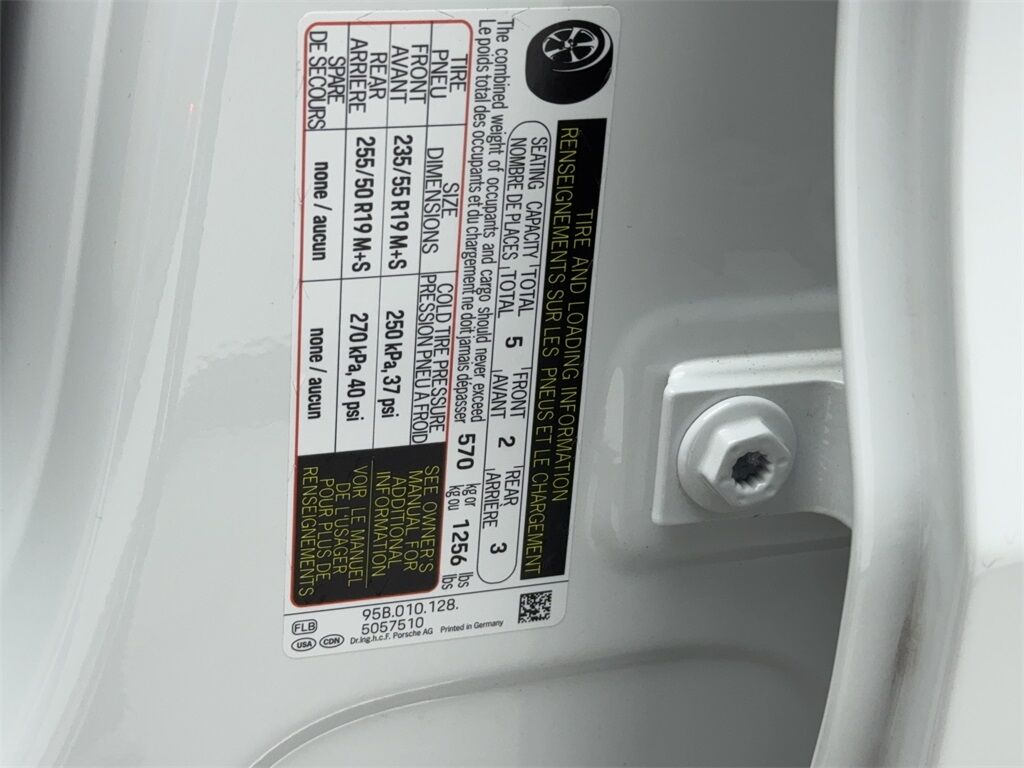 TIRE AND LOADING INFORMATION
RENSEIGNEMENTS SUR LES PNEUS ET LE CHARGEMENT
SEATING CAPACITY TOTAL 5 FRONT 2 REAR 3
NOMBRE DE PLACES TOTAL AVANT ARRIÈRE
The combined weight of occupants and cargo should never exceed 570 kg or 1256 lbs
Le poids total des occupants et du chargement ne doit jamais dépasser kg ou lbs
TIRE SIZE COLD TIRE PRESSURE
PNEU DIMENSIONS PRESSION PNEU À FROID
FRONT
AVANT 235/55 R19 M+S 250 kPa, 37 psi
REAR
ARRIÈRE 255/50 R19 M+S 270 kPa, 40 psi
SPARE
DE SECOURS none / aucun none / aucun
SEE OWNER'S
MANUAL FOR
ADDITIONAL
INFORMATION
VOIR LE MANUEL
DE L'USAGER
POUR PLUS DE
RENSEIGNEMENTS
95B.010.128.
5057510
Dr.Ing.h.c.F. Porsche AG Printed in Germany
FLB
USA CDN